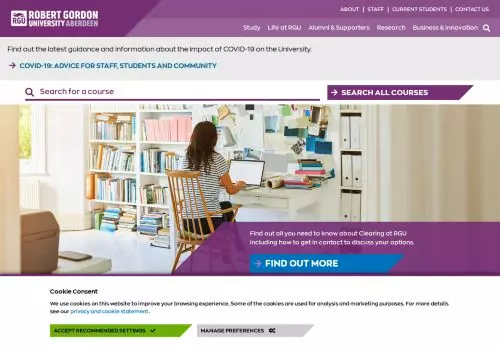 ROBERT GORDON
UNIVERSITY ABERDEEN
RGU
ABOUT | STAFF | CURRENT STUDENTS | CONTACT US
Study Life at RGU Alumni & Supporters Research Business & Innovation
Find out the latest guidance and information about the impact of COVID-19 on the University.
COVID-19: ADVICE FOR STAFF, STUDENTS AND COMMUNITY
Search for a course
SEARCH ALL COURSES
Find out all you need to know about Clearing at RGU
including how to get in contact to discuss your options.
FIND OUT MORE
Cookie Consent
We use cookies on this website to improve your browsing experience. Some of the cookies are used for analysis and marketing purposes. For more details
see our privacy and cookie statement.
ACCEPT RECOMMENDED SETTINGS
MANAGE PREFERENCES